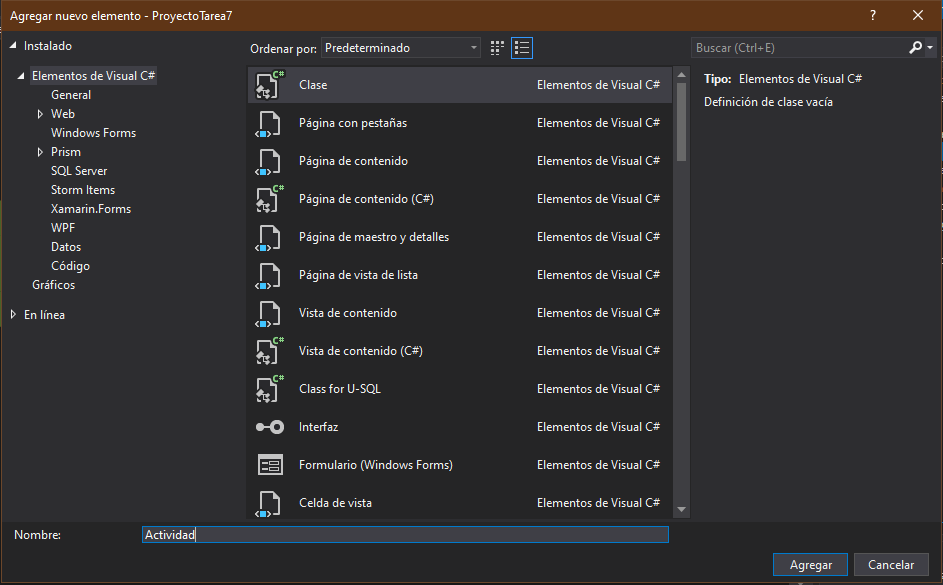 Agregar nuevo elemento - ProyectoTarea7
?
Instalado
Elementos de Visual C#
General
Web
Windows Forms
Prism
SQL Server
Storm Items
Xamarin.Forms
WPF
Datos
Código
Gráficos
En línea
Ordenar por: Predeterminado
Clase Elementos de Visual C#
Página con pestañas Elementos de Visual C#
Página de contenido Elementos de Visual C#
Página de contenido (C#) Elementos de Visual C#
Página de maestro y detalles Elementos de Visual C#
Página de vista de lista Elementos de Visual C#
Vista de contenido Elementos de Visual C#
Vista de contenido (C#) Elementos de Visual C#
Class for U-SQL Elementos de Visual C#
Interfaz Elementos de Visual C#
Formulario (Windows Forms) Elementos de Visual C#
Celda de vista Elementos de Visual C#
Buscar (Ctrl+E)
Tipo: Elementos de Visual C#
Definición de clase vacía
Nombre: Actividad
Agregar Cancelar